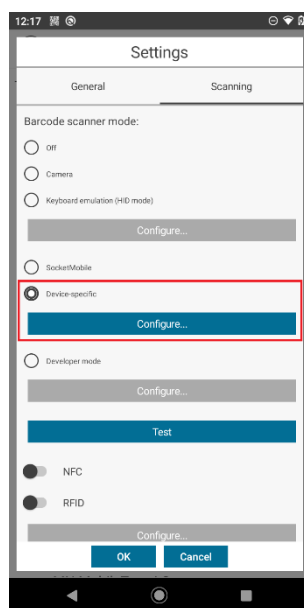 12:17
Settings
General
Scanning
Barcode scanner mode:
Off
Camera
Keyboard emulation (HID mode)
Configure...
SocketMobile
Device-specific
Configure...
Developer mode
Configure...
Test
NFC
RFID
Configure...
OK
Cancel